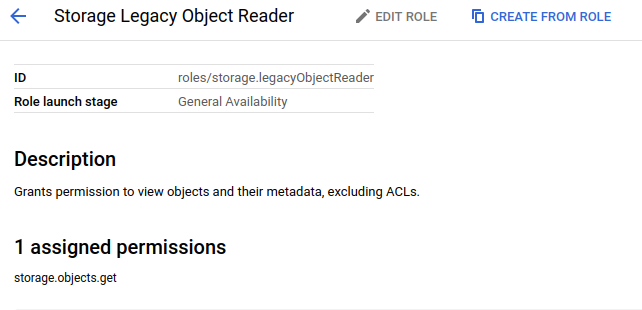 Storage Legacy Object Reader EDIT ROLE CREATE FROM ROLE
ID roles/storage.legacyObjectReader
Role launch stage General Availability
Description
Grants permission to view objects and their metadata, excluding ACLs.
1 assigned permissions
storage.objects.get